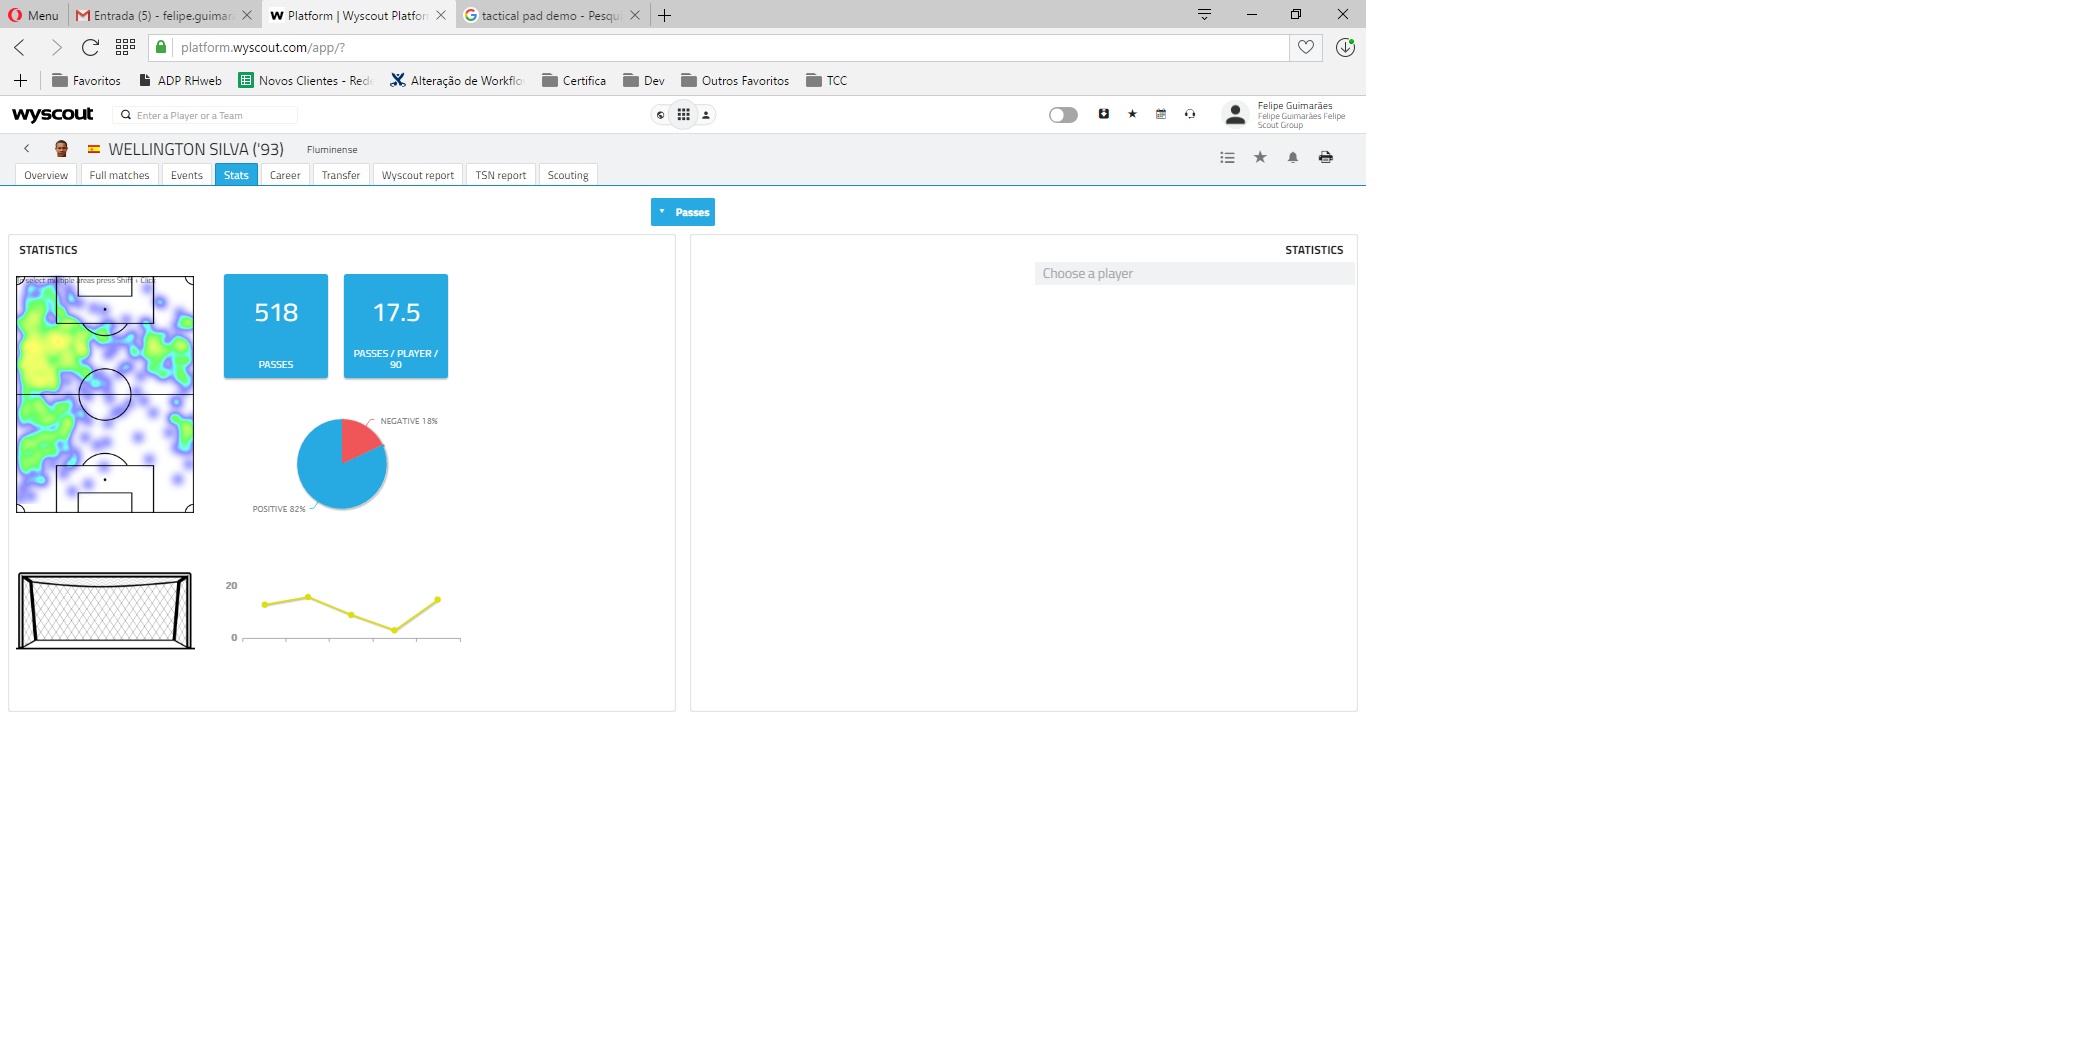 Menu
Entrada (5) - felipe.guimar
Platform | Wyscout Platfor
tactical pad demo - Pesqui
platform.wyscout.com/app/?
Favoritos
ADP RHweb
Novos Clientes - Rede
Alteração de Workflo
Certifica
Dev
Outros Favoritos
TCC
wyscout
Enter a Player or a Team
Felipe Guimarães
Felipe Guimarães Felipe
Scout Group
WELLINGTON SILVA ('93)
Fluminense
Overview
Full matches
Events
Stats
Career
Transfer
Wyscout report
TSN report
Scouting
Passes
STATISTICS
To select multiple areas press Shift + Click
518
PASSES
17.5
PASSES / PLAYER /
90
NEGATIVE 18%
POSITIVE 82%
20
0
STATISTICS
Choose a player